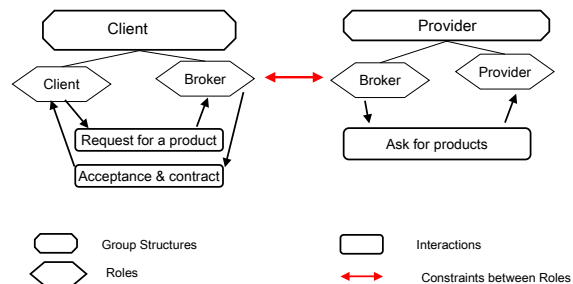 Client
Provider
Client
Broker
Broker
Provider
Request for a product
Ask for products
Acceptance & contract
Group Structures
Interactions
Roles
Constraints between Roles